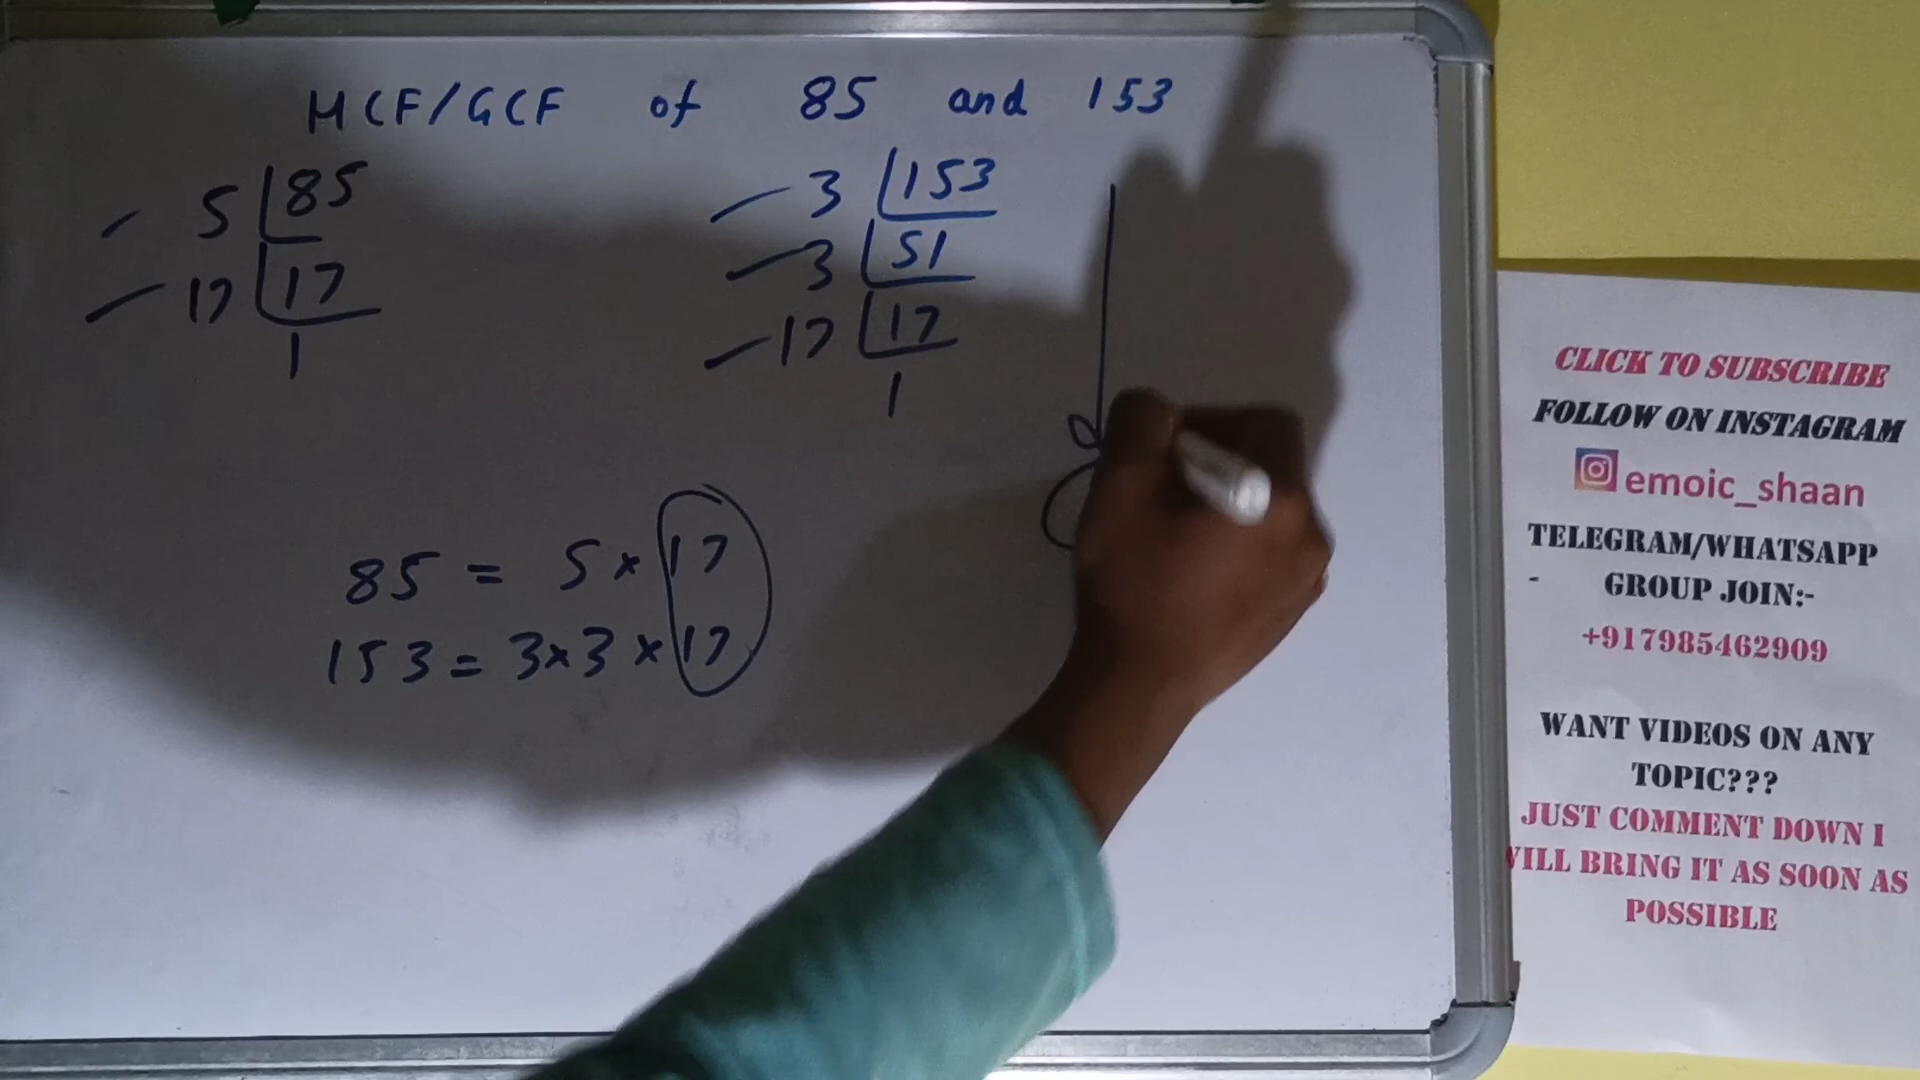 HCF/GCF of 85 and 153
5 85
17 17
1
3 153
3 51
17 17
1
85 = 5 × 17
153 = 3×3 × 17
CLICK TO SUBSCRIBE
FOLLOW ON INSTAGRAM
emoic_shaan
TELEGRAM/WHATSAPP
GROUP JOIN:-
+917985462909
WANT VIDEOS ON ANY
TOPIC???
JUST COMMENT DOWN I
WILL BRING IT AS SOON AS
POSSIBLE